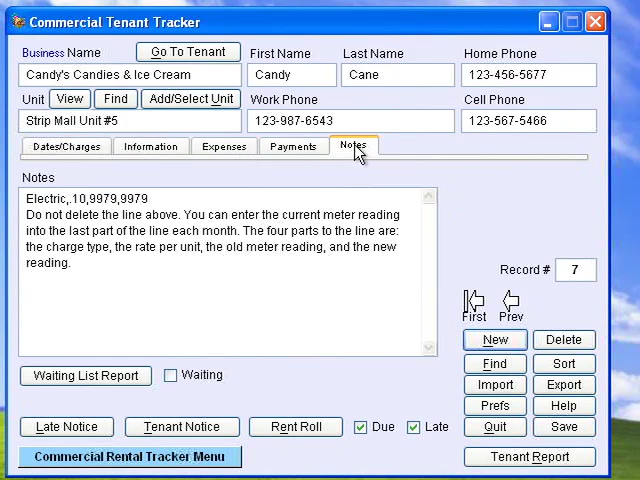 Commercial Tenant Tracker
Business Name
Go To Tenant
First Name
Last Name
Home Phone
Candy's Candies & Ice Cream
Candy
Cane
123-456-5677
Unit
View
Find
Add/Select Unit
Work Phone
Cell Phone
Strip Mall Unit #5
123-987-6543
123-567-5466
Dates/Charges
Information
Expenses
Payments
Notes
Notes
Electric,.10,9979,9979
Do not delete the line above. You can enter the current meter reading
into the last part of the line each month. The four parts to the line are:
the charge type, the rate per unit, the old meter reading, and the new
reading.
Record #
7
First
Prev
New
Delete
Find
Sort
Import
Export
Prefs
Help
Quit
Save
Waiting List Report
Waiting
Late Notice
Tenant Notice
Rent Roll
Due
Late
Commercial Rental Tracker Menu
Tenant Report